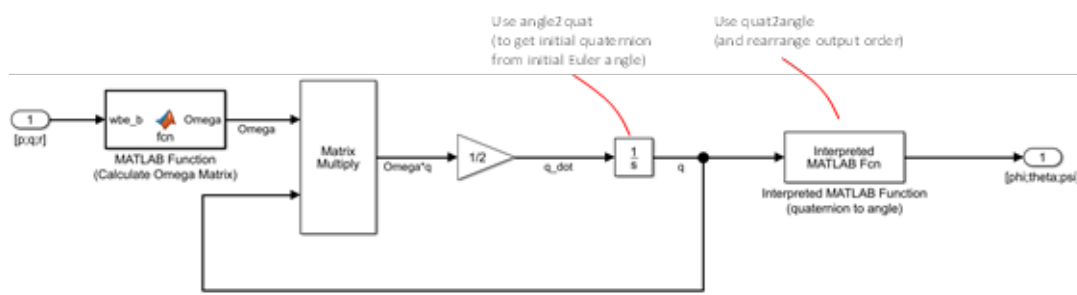 Use angle2quat
(to get initial quaternion
from initial Euler angle)
Use quat2angle
(and rearrange output order)
1
[p;q;r]
wbe_b
Omega
fcn
MATLAB Function
(Calculate Omega Matrix)
Omega
Matrix
Multiply
Omega*q
1/2
q_dot
1
s
q
Interpreted
MATLAB Fcn
Interpreted MATLAB Function
(quaternion to angle)
1
[phi;theta;psi]